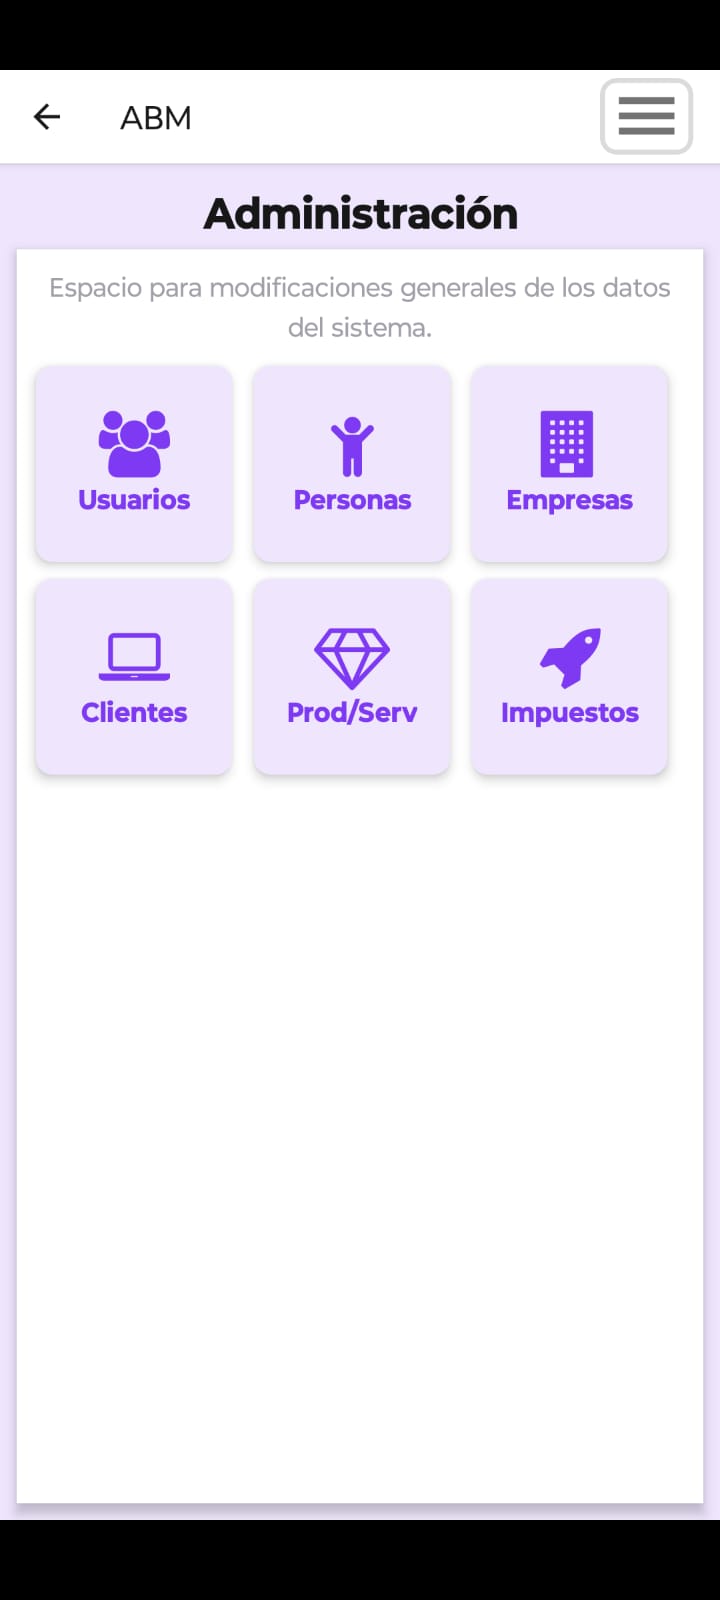 ABM
Administración
Espacio para modificaciones generales de los datos
del sistema.
Usuarios
Personas
Empresas
Clientes
Prod/Serv
Impuestos